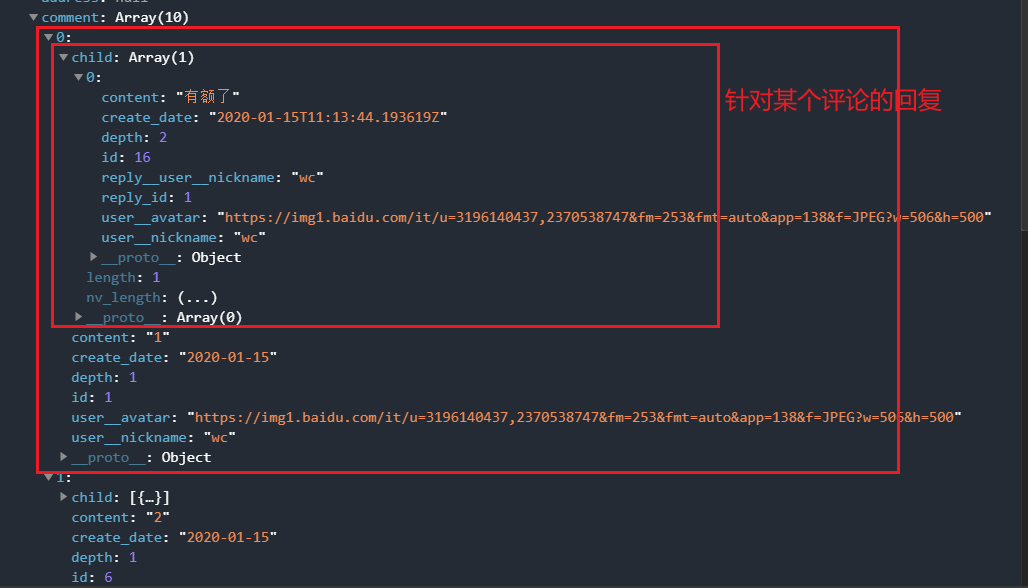 address: null
comment: Array(10)
0:
child: Array(1)
0:
content: "有额了"
create_date: "2020-01-15T11:13:44.193619Z"
depth: 2
id: 16
reply__user__nickname: "wc"
reply_id: 1
user__avatar: "https://img1.baidu.com/it/u=3196140437,2370538747&fm=253&fmt=auto&app=138&f=JPEG?w=506&h=500"
user__nickname: "wc"
__proto__: Object
length: 1
nv_length: (...)
__proto__: Array(0)
针对某个评论的回复
content: "1"
create_date: "2020-01-15"
depth: 1
id: 1
user__avatar: "https://img1.baidu.com/it/u=3196140437,2370538747&fm=253&fmt=auto&app=138&f=JPEG?w=506&h=500"
user__nickname: "wc"
__proto__: Object
1:
child: [{…}]
content: "2"
create_date: "2020-01-15"
depth: 1
id: 6